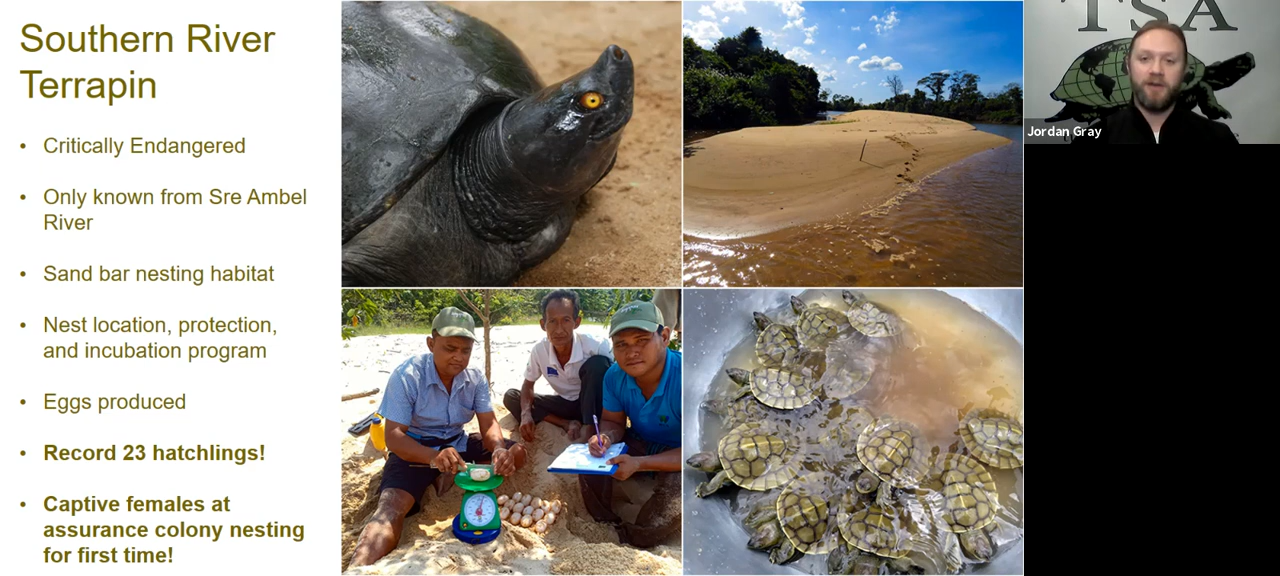 Southern River
Terrapin
• Critically Endangered
• Only known from Sre Ambel
River
• Sand bar nesting habitat
• Nest location, protection,
and incubation program
• Eggs produced
• Record 23 hatchlings!
• Captive females at
assurance colony nesting
for first time!
TSA
Jordan Gray